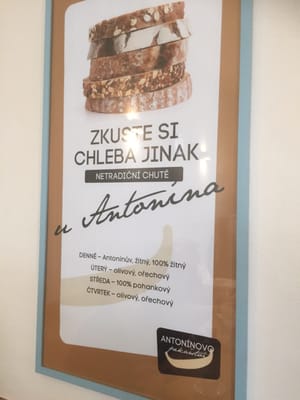 ZKUSTE SI
CHLEBA JINAK
NETRADIČNÍ CHUTĚ
u Antonína
DENNĚ – Antonínův, žitný, 100% žitný
ÚTERÝ – olivový, ořechový
STŘEDA – 100% pohankový
ČTVRTEK – olivový, ořechový
ANTONÍNOVO
pekařství